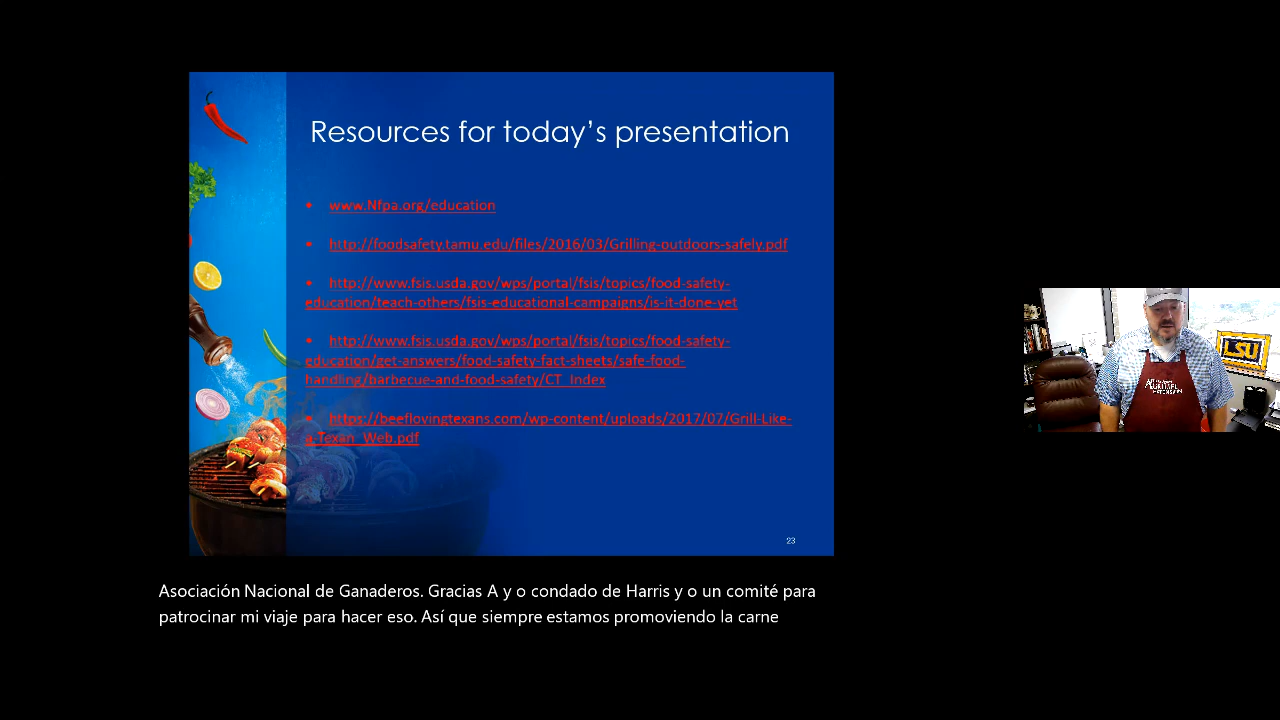 Resources for today's presentation
• www.Nfpa.org/education
• http://foodsafety.tamu.edu/files/2016/03/Grilling-outdoors-safely.pdf
• http://www.fsis.usda.gov/wps/portal/fsis/topics/food-safety-
education/teach-others/fsis-educational-campaigns/is-it-done-yet
• http://www.fsis.usda.gov/wps/portal/fsis/topics/food-safety-
education/get-answers/food-safety-fact-sheets/safe-food-
handling/barbecue-and-food-safety/CT_Index
• https://beeflovingtexans.com/wp-content/uploads/2017/07/Grill-Like-
a-Texan_Web.pdf
23
LSU
Asociación Nacional de Ganaderos. Gracias A y o condado de Harris y o un comité para
patrocinar mi viaje para hacer eso. Así que siempre estamos promoviendo la carne